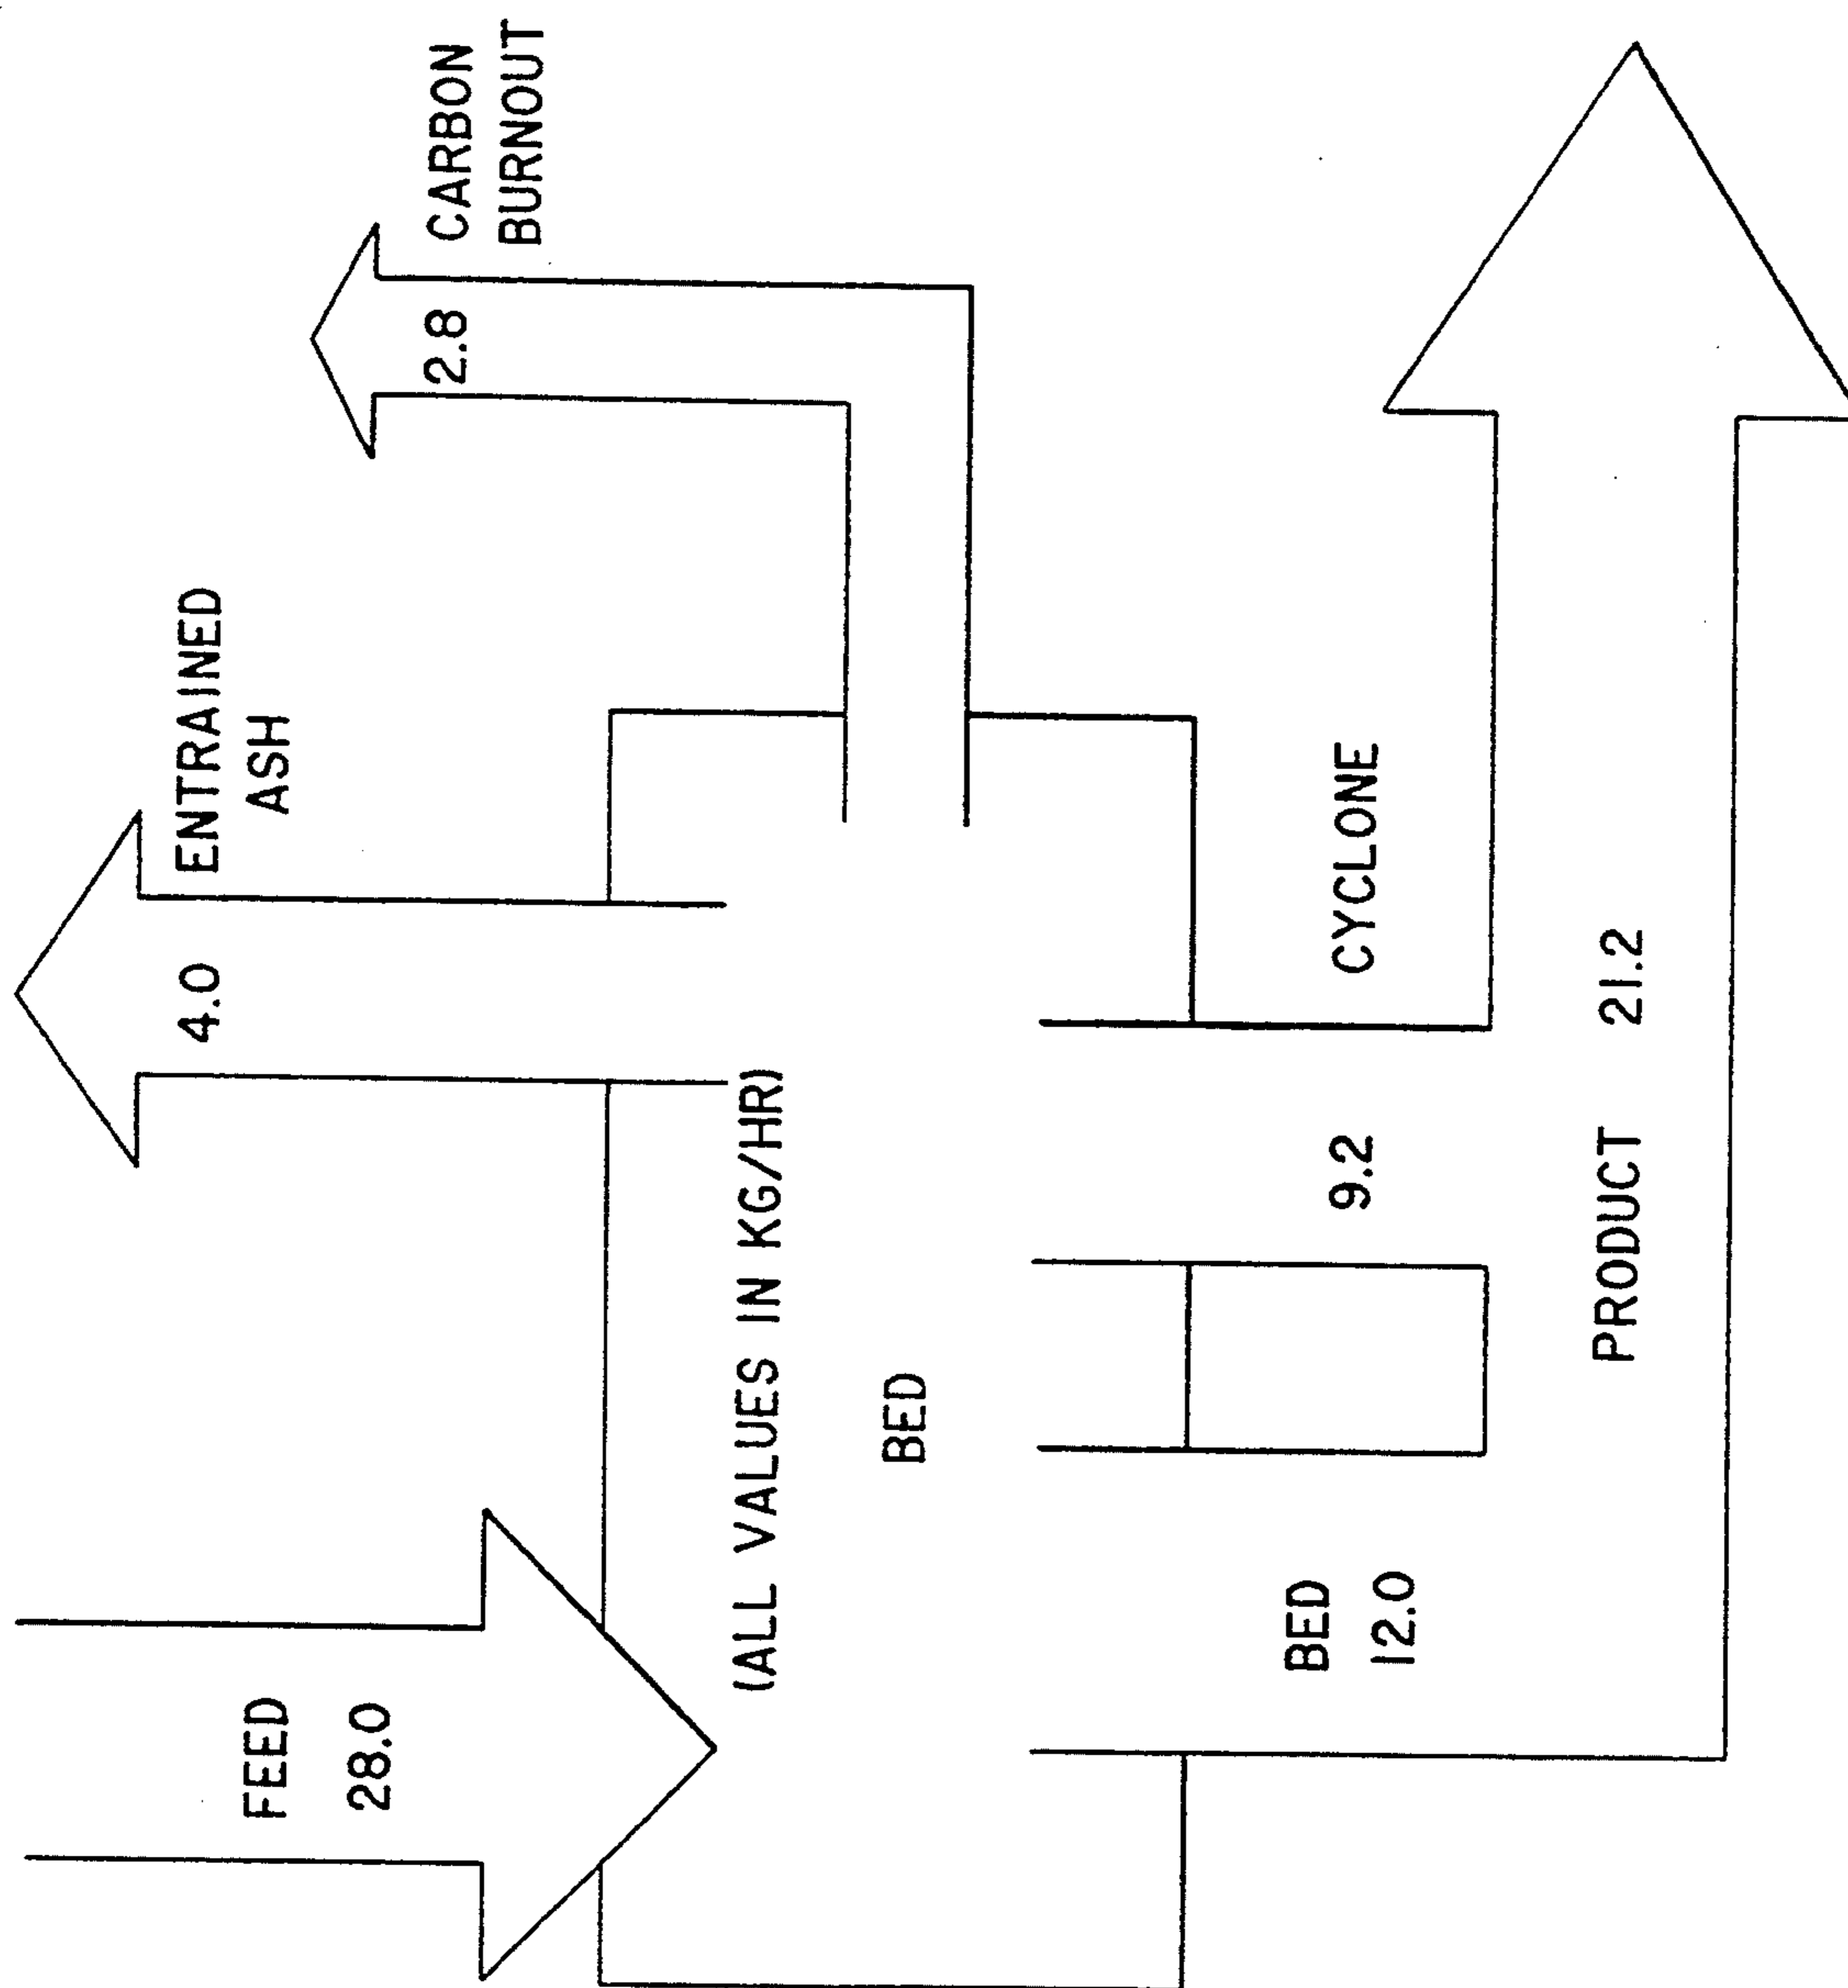 FEED
28.0
4.0
ENTRAINED
ASH
2.8
CARBON
BURNOUT
(ALL VALUES IN KG/HR)
BED
BED
12.0
9.2
CYCLONE
PRODUCT 21.2